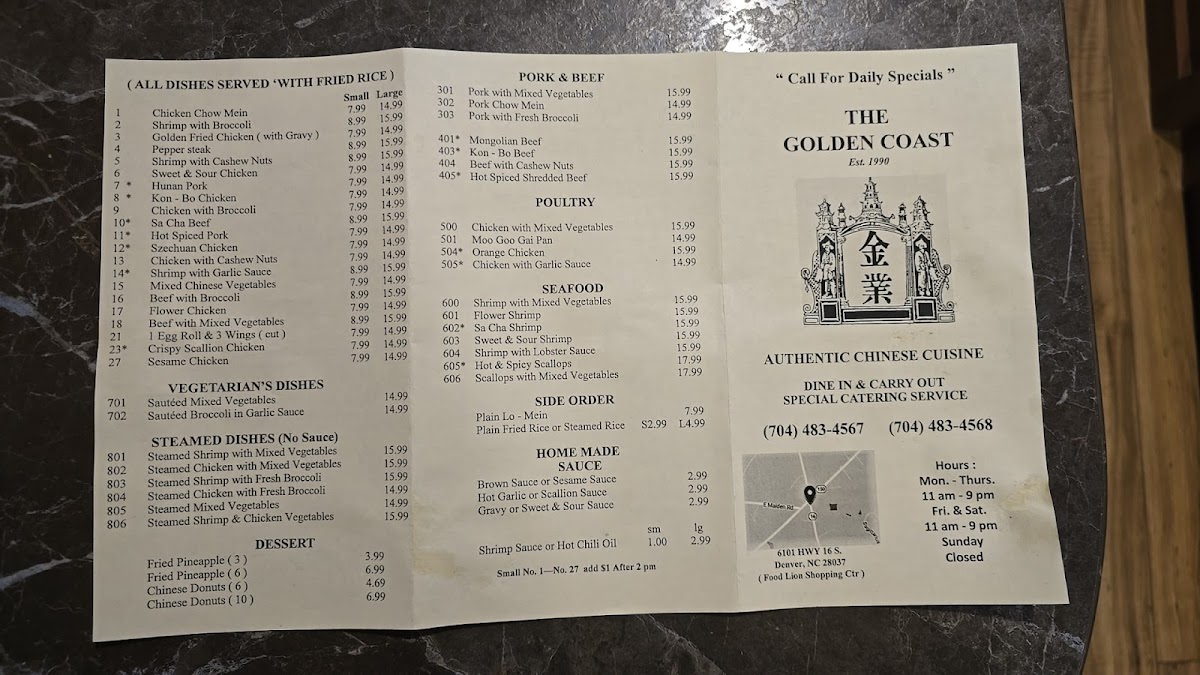 ( ALL DISHES SERVED ‘WITH FRIED RICE )
Small Large
1 Chicken Chow Mein 7.99 14.99
2 Shrimp with Broccoli 8.99 15.99
3 Golden Fried Chicken ( with Gravy ) 7.99 14.99
4 Pepper steak 8.99 15.99
5 Shrimp with Cashew Nuts 8.99 15.99
6 Sweet & Sour Chicken 7.99 14.99
7 * Hunan Pork 7.99 14.99
8 * Kon - Bo Chicken 7.99 14.99
9 Chicken with Broccoli 7.99 14.99
10* Sa Cha Beef 8.99 15.99
11* Hot Spiced Pork 7.99 14.99
12* Szechuan Chicken 7.99 14.99
13 Chicken with Cashew Nuts 7.99 14.99
14* Shrimp with Garlic Sauce 8.99 15.99
15 Mixed Chinese Vegetables 7.99 14.99
16 Beef with Broccoli 8.99 15.99
17 Flower Chicken 7.99 14.99
18 Beef with Mixed Vegetables 8.99 15.99
21 1 Egg Roll & 3 Wings ( cut ) 7.99 14.99
23* Crispy Scallion Chicken 7.99 14.99
27 Sesame Chicken 7.99 14.99
VEGETARIAN'S DISHES
701 Sautéed Mixed Vegetables 14.99
702 Sautéed Broccoli in Garlic Sauce 14.99
STEAMED DISHES (No Sauce)
801 Steamed Shrimp with Mixed Vegetables 15.99
802 Steamed Chicken with Mixed Vegetables 14.99
803 Steamed Shrimp with Fresh Broccoli 15.99
804 Steamed Chicken with Fresh Broccoli 14.99
805 Steamed Mixed Vegetables 14.99
806 Steamed Shrimp & Chicken Vegetables 15.99
DESSERT
Fried Pineapple ( 3 ) 3.99
Fried Pineapple ( 6 ) 6.99
Chinese Donuts ( 6 ) 4.69
Chinese Donuts ( 10 ) 6.99
PORK & BEEF
301 Pork with Mixed Vegetables 15.99
302 Pork Chow Mein 14.99
303 Pork with Fresh Broccoli 14.99
401* Mongolian Beef 15.99
403* Kon - Bo Beef 15.99
404 Beef with Cashew Nuts 15.99
405* Hot Spiced Shredded Beef 15.99
POULTRY
500 Chicken with Mixed Vegetables 15.99
501 Moo Goo Gai Pan 14.99
504* Orange Chicken 15.99
505* Chicken with Garlic Sauce 14.99
SEAFOOD
600 Shrimp with Mixed Vegetables 15.99
601 Flower Shrimp 15.99
602* Sa Cha Shrimp 15.99
603 Sweet & Sour Shrimp 15.99
604 Shrimp with Lobster Sauce 15.99
605* Hot & Spicy Scallops 17.99
606 Scallops with Mixed Vegetables 17.99
SIDE ORDER
Plain Lo - Mein 7.99
Plain Fried Rice or Steamed Rice S2.99 L4.99
HOME MADE
SAUCE
Brown Sauce or Sesame Sauce 2.99
Hot Garlic or Scallion Sauce 2.99
Gravy or Sweet & Sour Sauce 2.99
sm lg
Shrimp Sauce or Hot Chili Oil 1.00 2.99
Small No. 1—No. 27 add $1 After 2 pm
“ Call For Daily Specials ”
THE
GOLDEN COAST
Est. 1990
金
業
AUTHENTIC CHINESE CUISINE
DINE IN & CARRY OUT
SPECIAL CATERING SERVICE
(704) 483-4567 (704) 483-4568
E Maiden Rd
16
6101 HWY 16 S.
Denver, NC 28037
( Food Lion Shopping Ctr )
Hours :
Mon. - Thurs.
11 am - 9 pm
Fri. & Sat.
11 am - 9 pm
Sunday
Closed